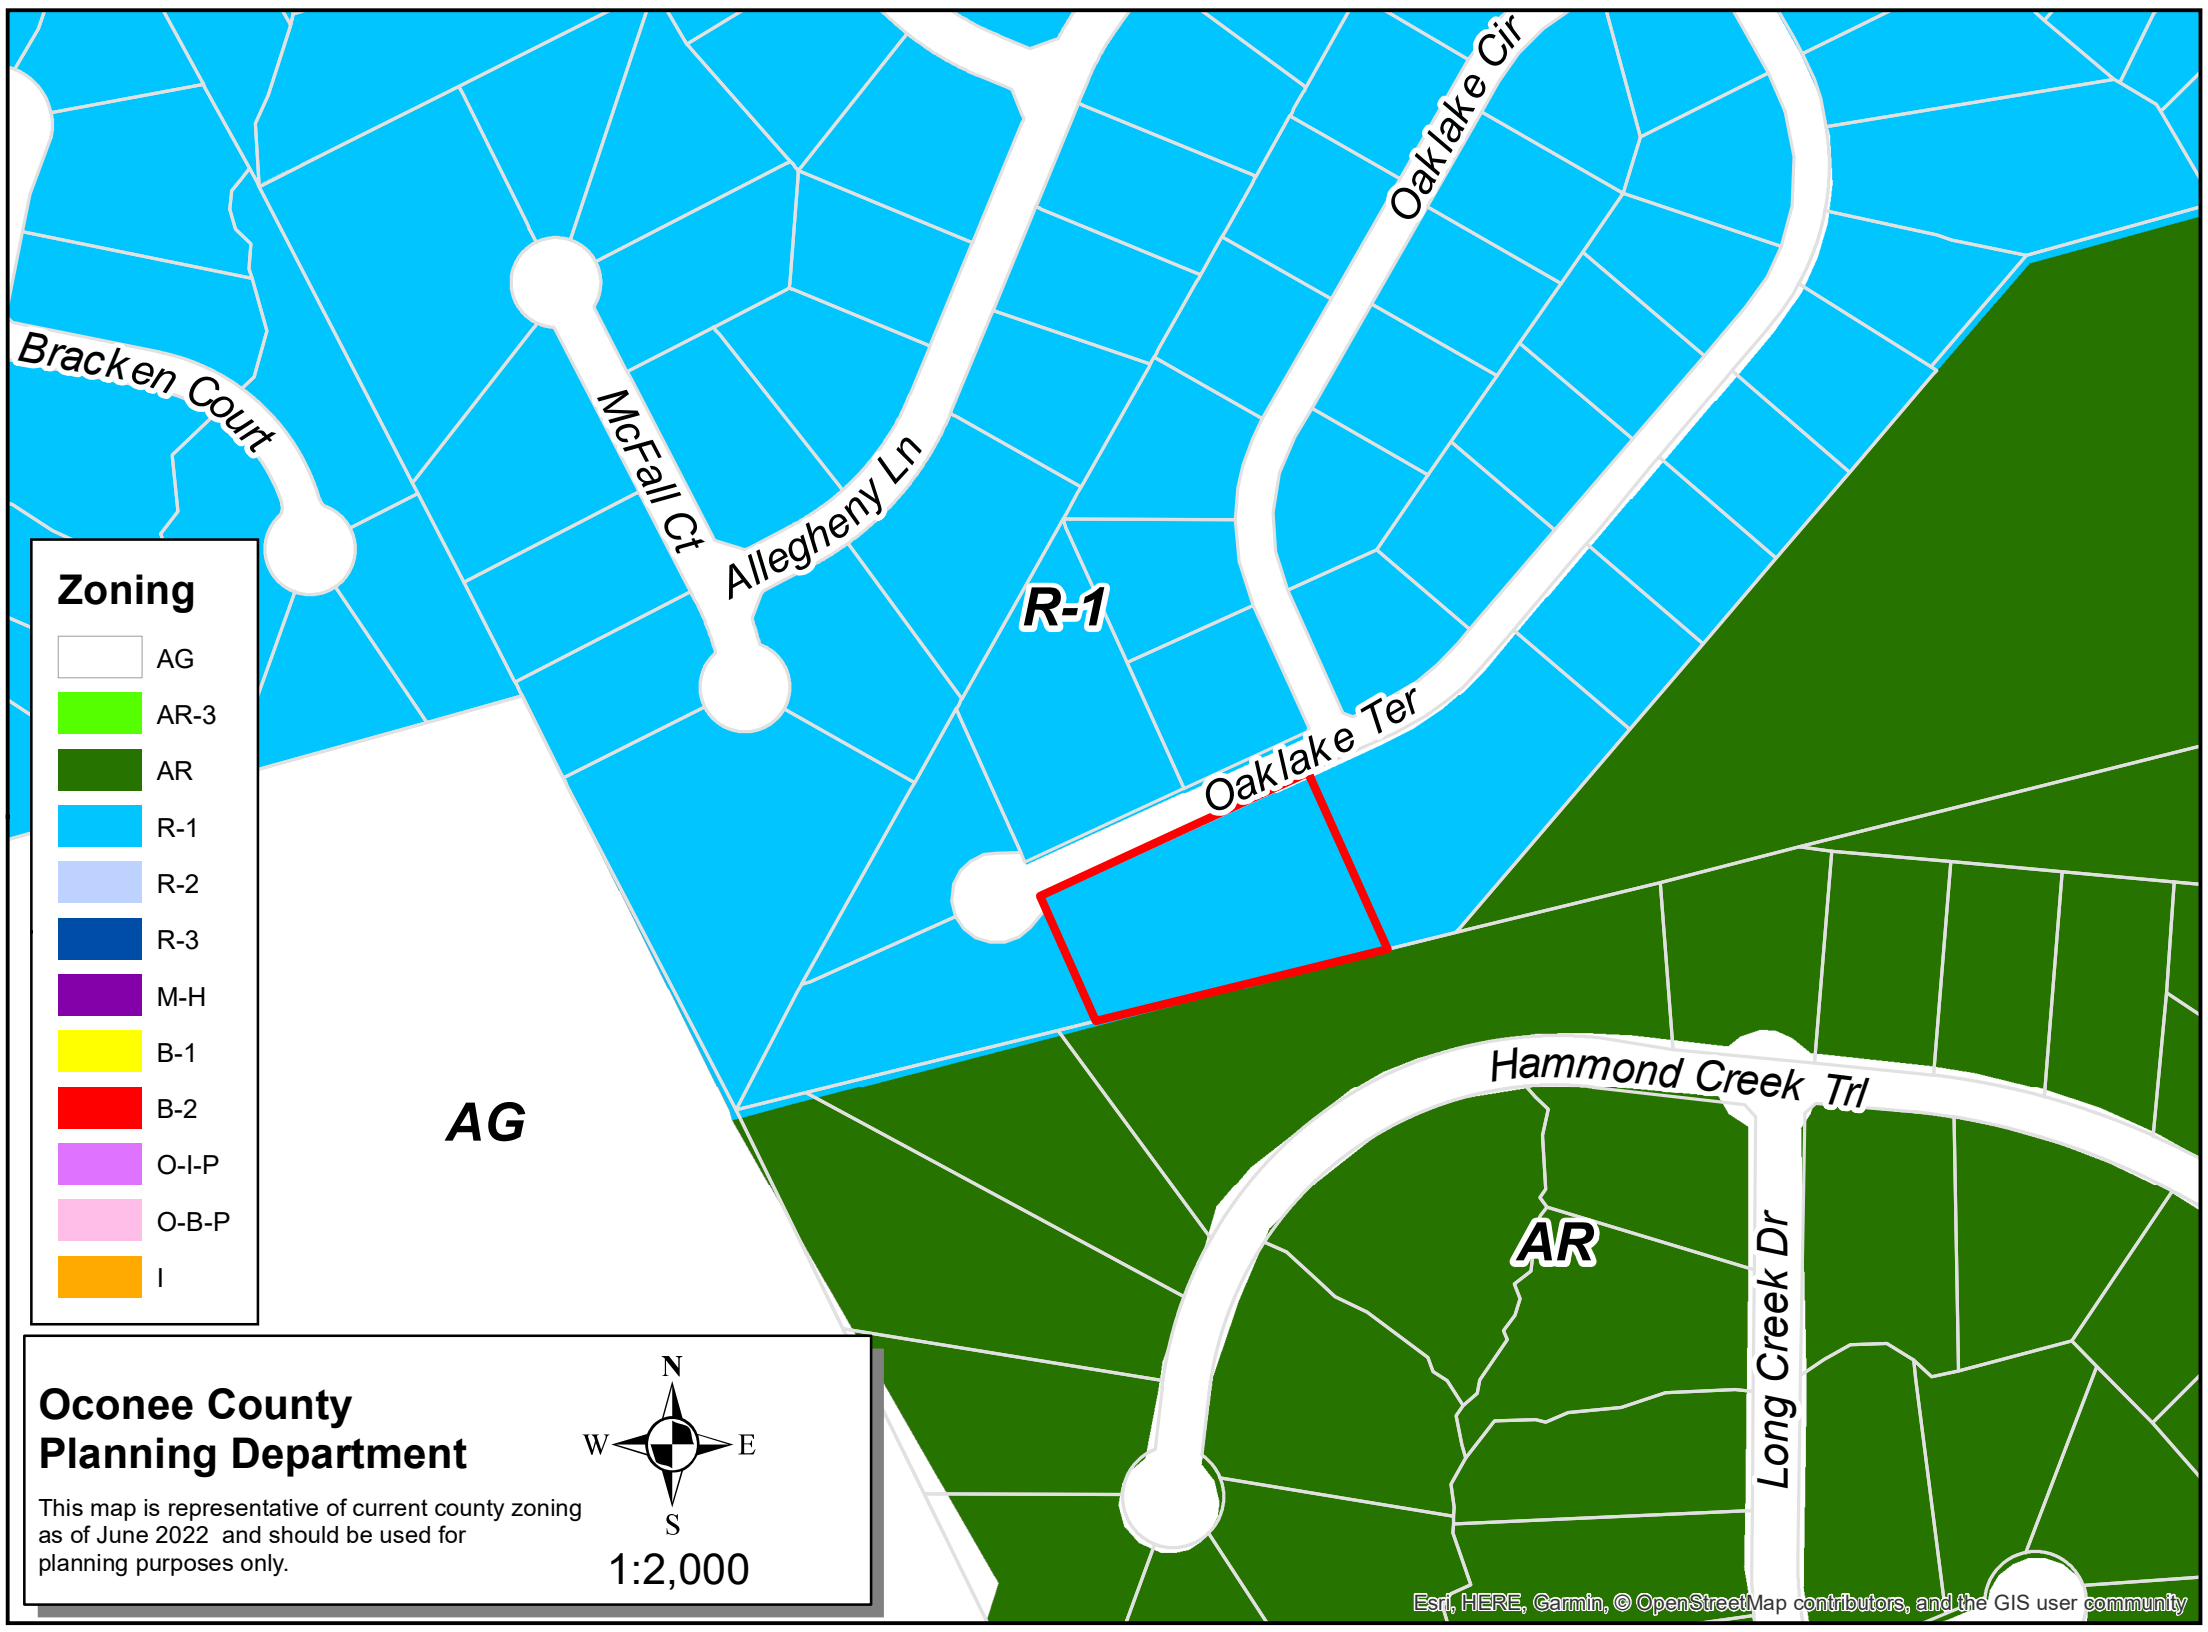 Oaklake Cir
Bracken Court
McFall Ct
Allegheny Ln
R-1
Oaklake Ter
Zoning
AG
AR-3
AR
R-1
R-2
R-3
M-H
B-1
B-2
O-I-P
O-B-P
I
AG
Hammond Creek Trl
AR
Long Creek Dr
Oconee County
Planning Department
This map is representative of current county zoning
as of June 2022 and should be used for
planning purposes only.
N
W E
S
1:2,000
Esri, HERE, Garmin, © OpenStreetMap contributors, and the GIS user community